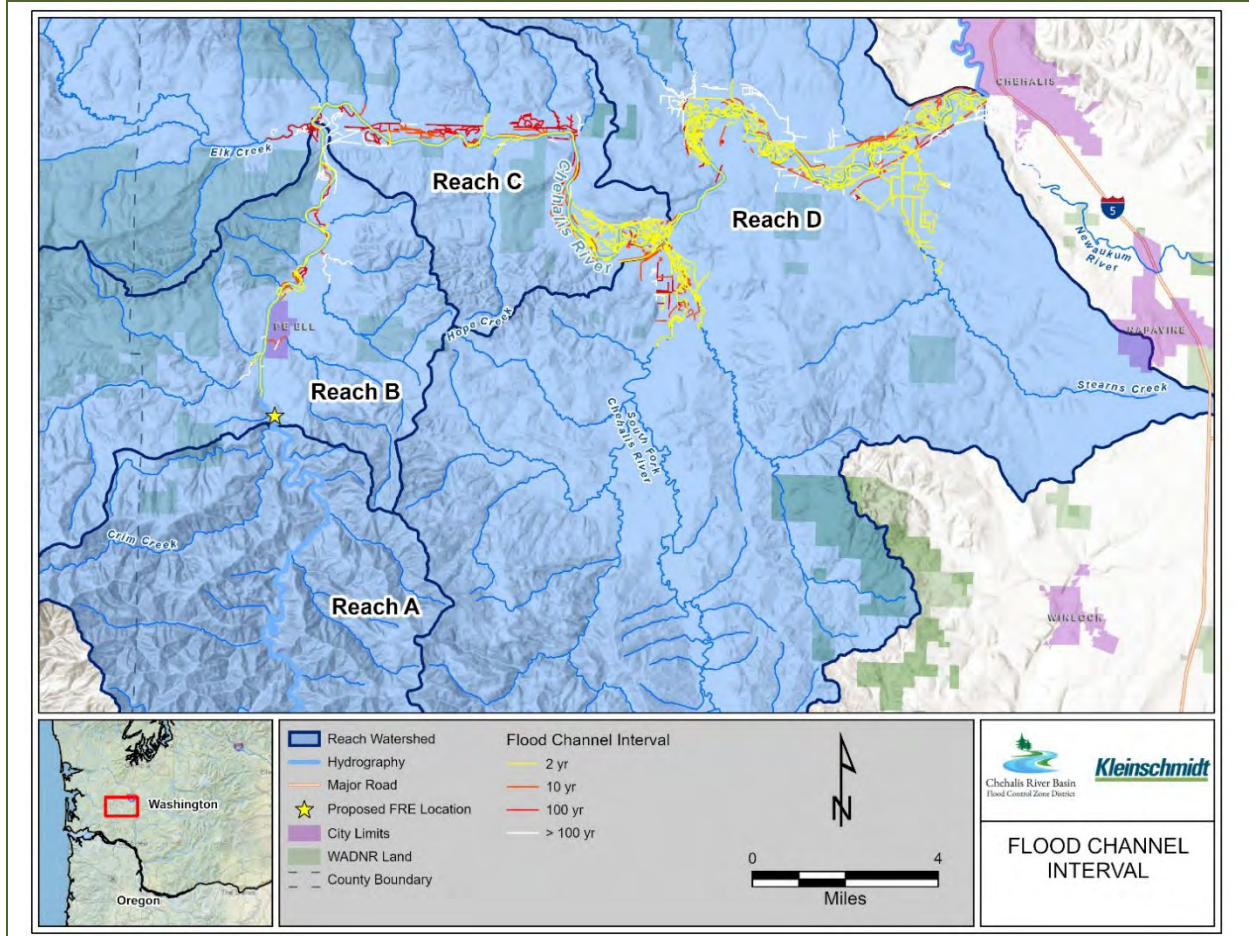 CHEHALIS
Elk Creek
Reach C
Chehalis River
Reach D
5
Newaukum
River
PE ELL
NAPAVINE
Hope Creek
Reach B
Stearns Creek
South Fork
Chehalis River
Crim Creek
Reach A
WINLOCK
Washington
Oregon
Reach Watershed
Hydrography
Major Road
Proposed FRE Location
City Limits
WADNR Land
County Boundary
Flood Channel Interval
2 yr
10 yr
100 yr
> 100 yr
N
0 4
Miles
Chehalis River Basin
Flood Control Zone District
Kleinschmidt
FLOOD CHANNEL
INTERVAL